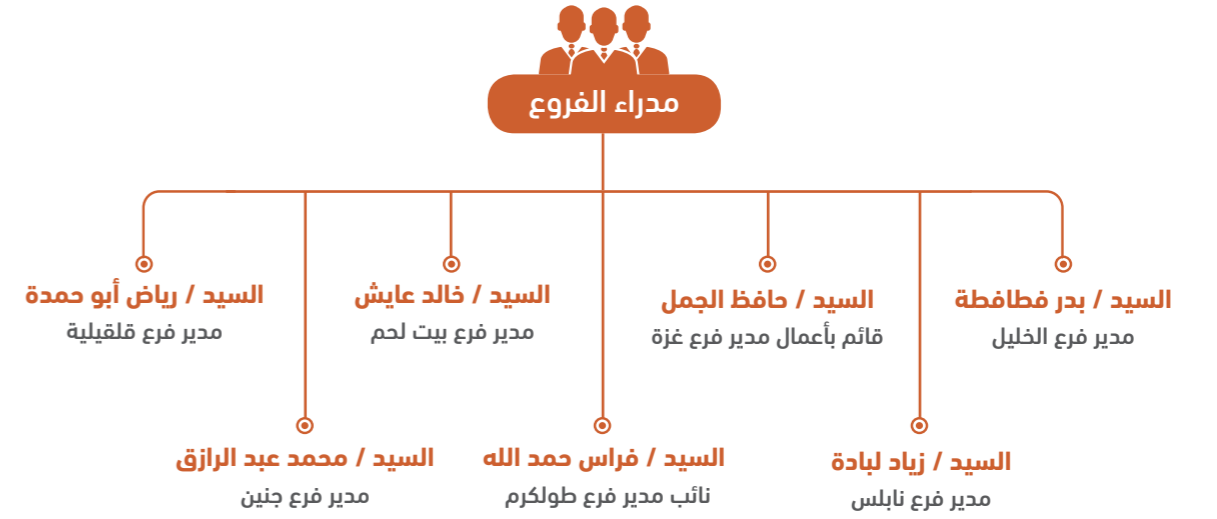 مدراء الفروع
السيد / بدر فطافطة
مدير فرع الخليل
السيد / حافظ الجمل
قائم بأعمال مدير فرع غزة
السيد / خالد عايش
مدير فرع بيت لحم
السيد / رياض أبو حمدة
مدير فرع قلقيلية
السيد / زياد لبادة
مدير فرع نابلس
السيد / فراس حمد الله
نائب مدير فرع طولكرم
السيد / محمد عبد الرازق
مدير فرع جنين